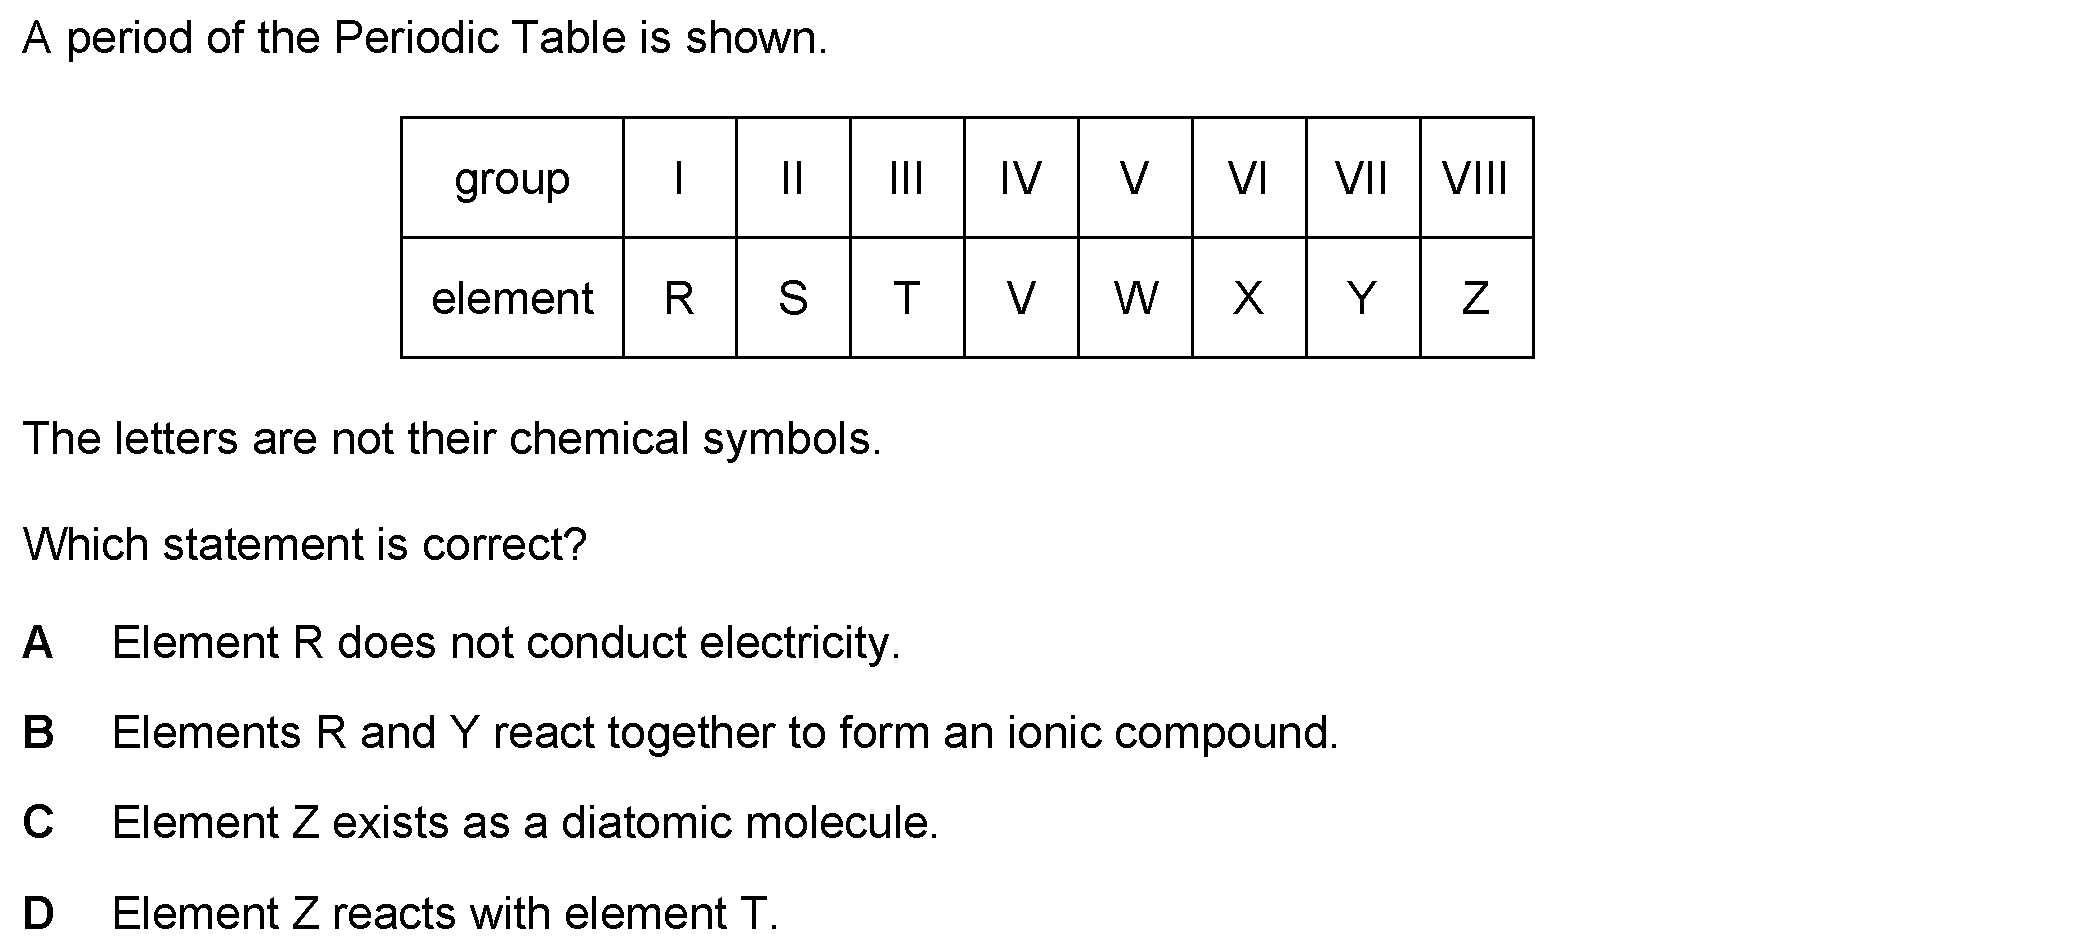 A period of the Periodic Table is shown.
group I II III IV V VI VII VIII
element R S T V W X Y Z
The letters are not their chemical symbols.
Which statement is correct?
A Element R does not conduct electricity.
B Elements R and Y react together to form an ionic compound.
C Element Z exists as a diatomic molecule.
D Element Z reacts with element T.